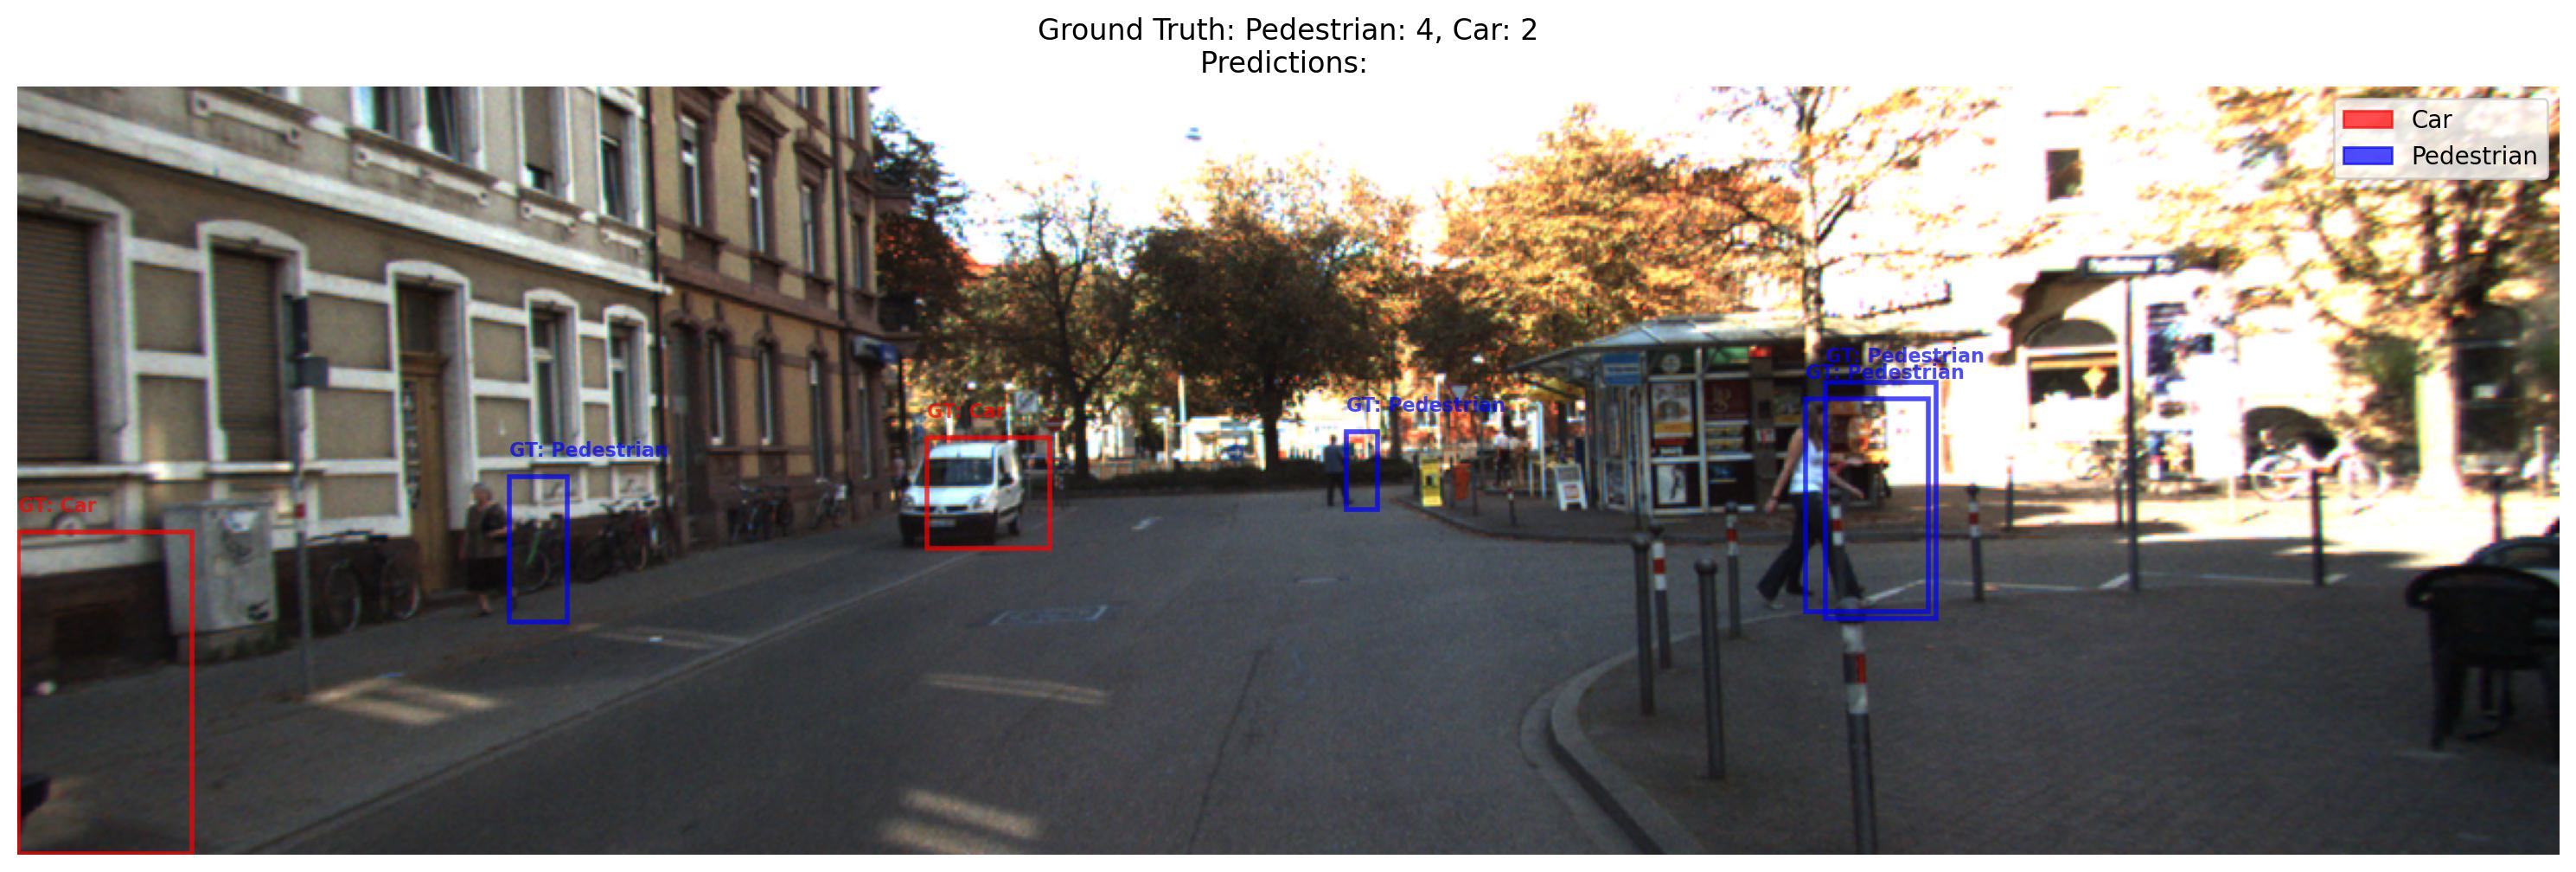 Ground Truth: Pedestrian: 4, Car: 2
Predictions:
Car
Pedestrian
GT: Pedestrian
GT: Pedestrian
GT: Car
GT: Pedestrian
GT: Pedestrian
GT: Car